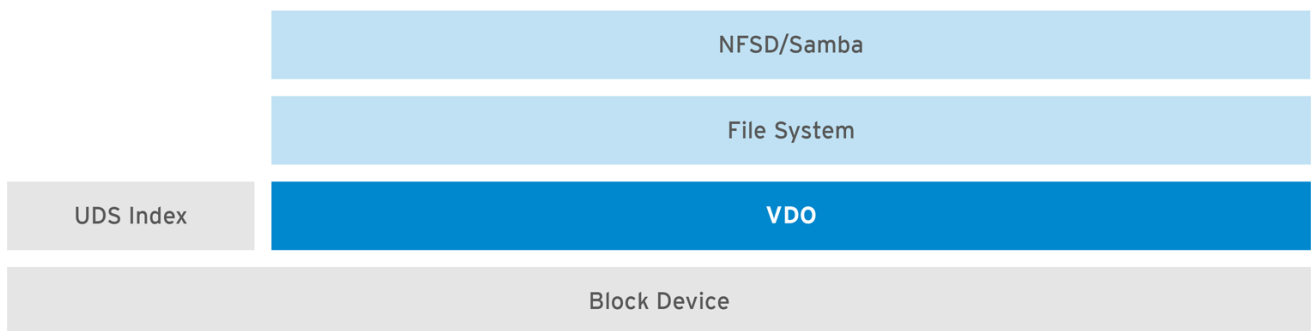 NFSD/Samba
File System
UDS Index
VDO
Block Device